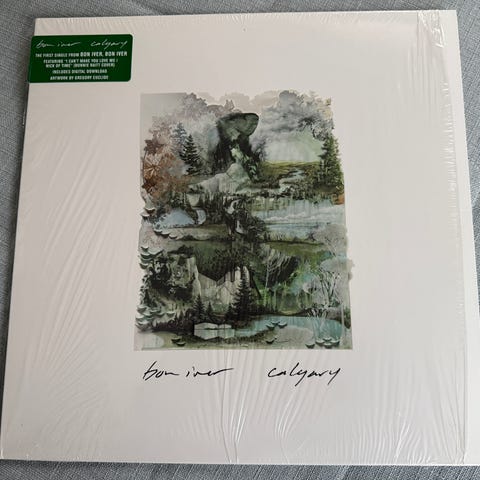 bon iver calgary
THE FIRST SINGLE FROM BON IVER, BON IVER
FEATURING "I CAN'T MAKE YOU LOVE ME /
NICK OF TIME" (BONNIE RAITT COVER)
INCLUDES DIGITAL DOWNLOAD
ARTWORK BY GREGORY EUCLIDE
bon iver calgary